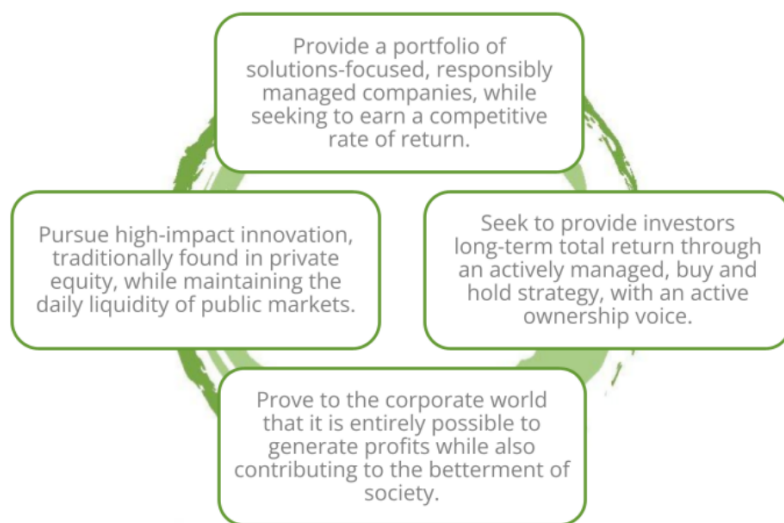 Provide a portfolio of
solutions-focused, responsibly
managed companies, while
seeking to earn a competitive
rate of return.
Pursue high-impact innovation,
traditionally found in private
equity, while maintaining the
daily liquidity of public markets.
Seek to provide investors
long-term total return through
an actively managed, buy and
hold strategy, with an active
ownership voice.
Prove to the corporate world
that it is entirely possible to
generate profits while also
contributing to the betterment of
society.